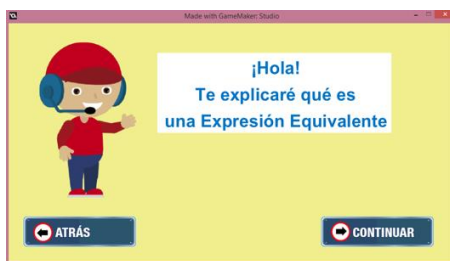 Made with GameMaker: Studio
¡Hola!
Te explicaré qué es
una Expresión Equivalente
ATRÁS
CONTINUAR